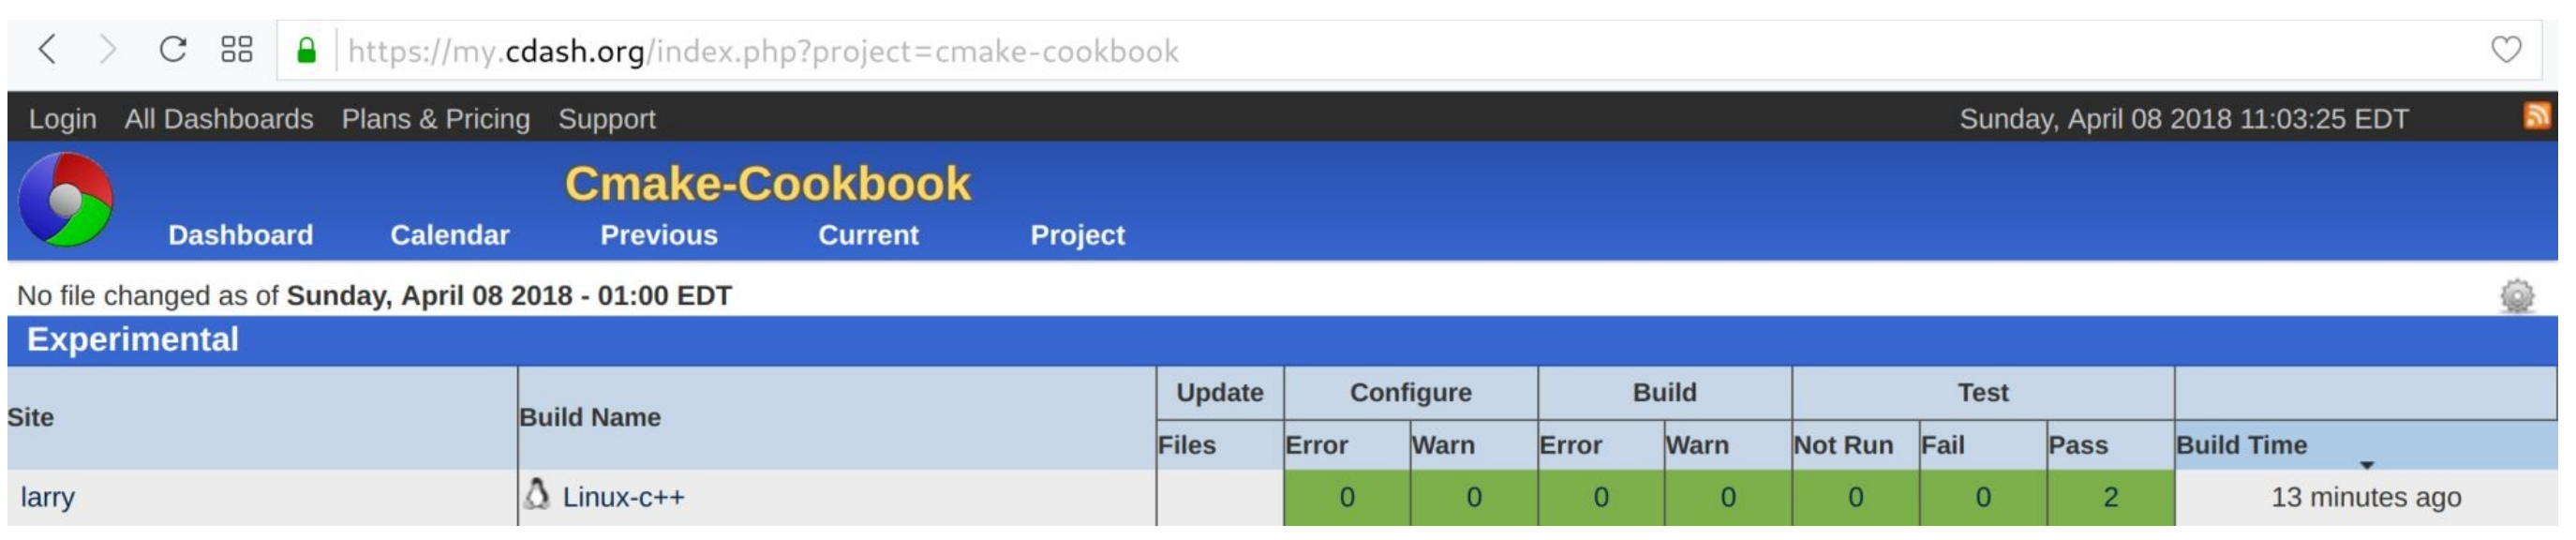 https://my.cdash.org/index.php?project=cmake-cookbook
Login All Dashboards Plans & Pricing Support Sunday, April 08 2018 11:03:25 EDT
Cmake-Cookbook
Dashboard Calendar Previous Current Project
No file changed as of Sunday, April 08 2018 - 01:00 EDT
Experimental
Site Build Name Update Configure Build Test
Files Error Warn Error Warn Not Run Fail Pass Build Time
larry Linux-c++ 0 0 0 0 0 0 2 13 minutes ago